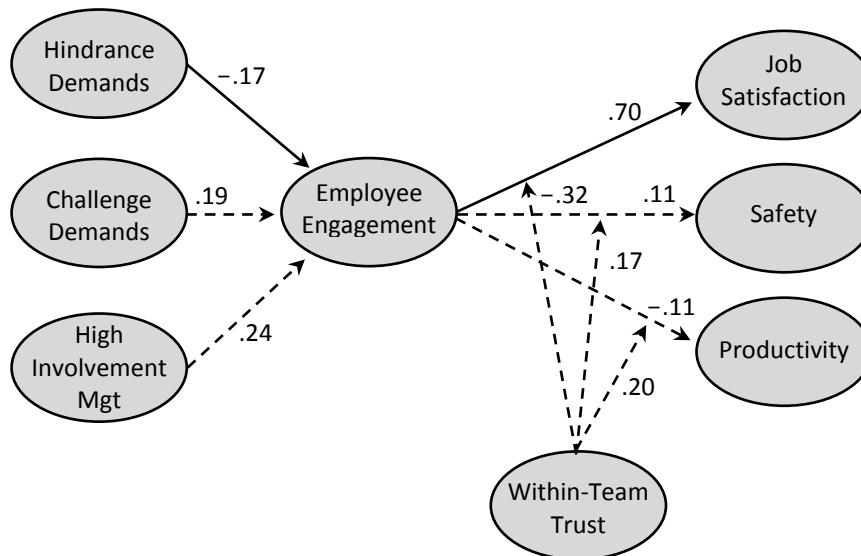 Hindrance
Demands
−.17
Job
Satisfaction
.70
Challenge
Demands
.19
Employee
Engagement
−.32
.11
Safety
.17
High
Involvement
Mgt
.24
−.11
Productivity
.20
Within-Team
Trust